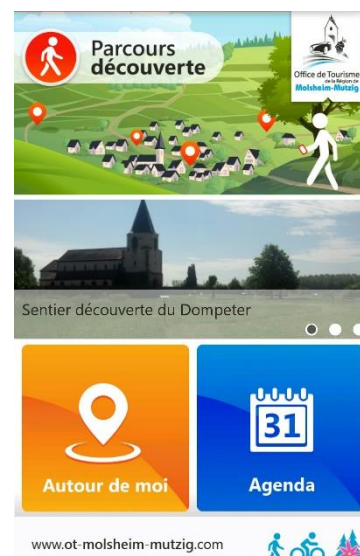 Parcours
découverte
Office de Tourisme
de la Région de
Molsheim-Mutzig
Sentier découverte du Dompeter
Autour de moi
31
Agenda
www.ot-molsheim-mutzig.com